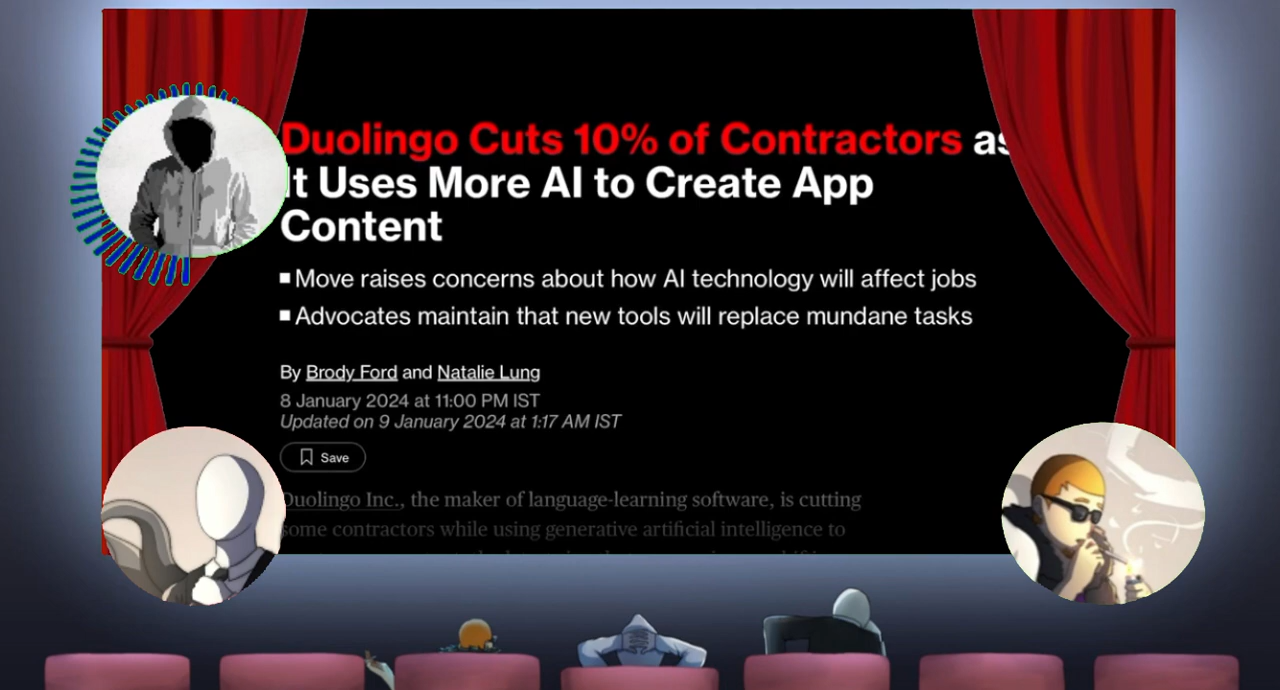 Duolingo Cuts 10% of Contractors as
It Uses More AI to Create App
Content
Move raises concerns about how AI technology will affect jobs
Advocates maintain that new tools will replace mundane tasks
By Brody Ford and Natalie Lung
8 January 2024 at 11:00 PM IST
Updated on 9 January 2024 at 1:17 AM IST
Save
Duolingo Inc., the maker of language-learning software, is cutting
some contractors while using generative artificial intelligence to